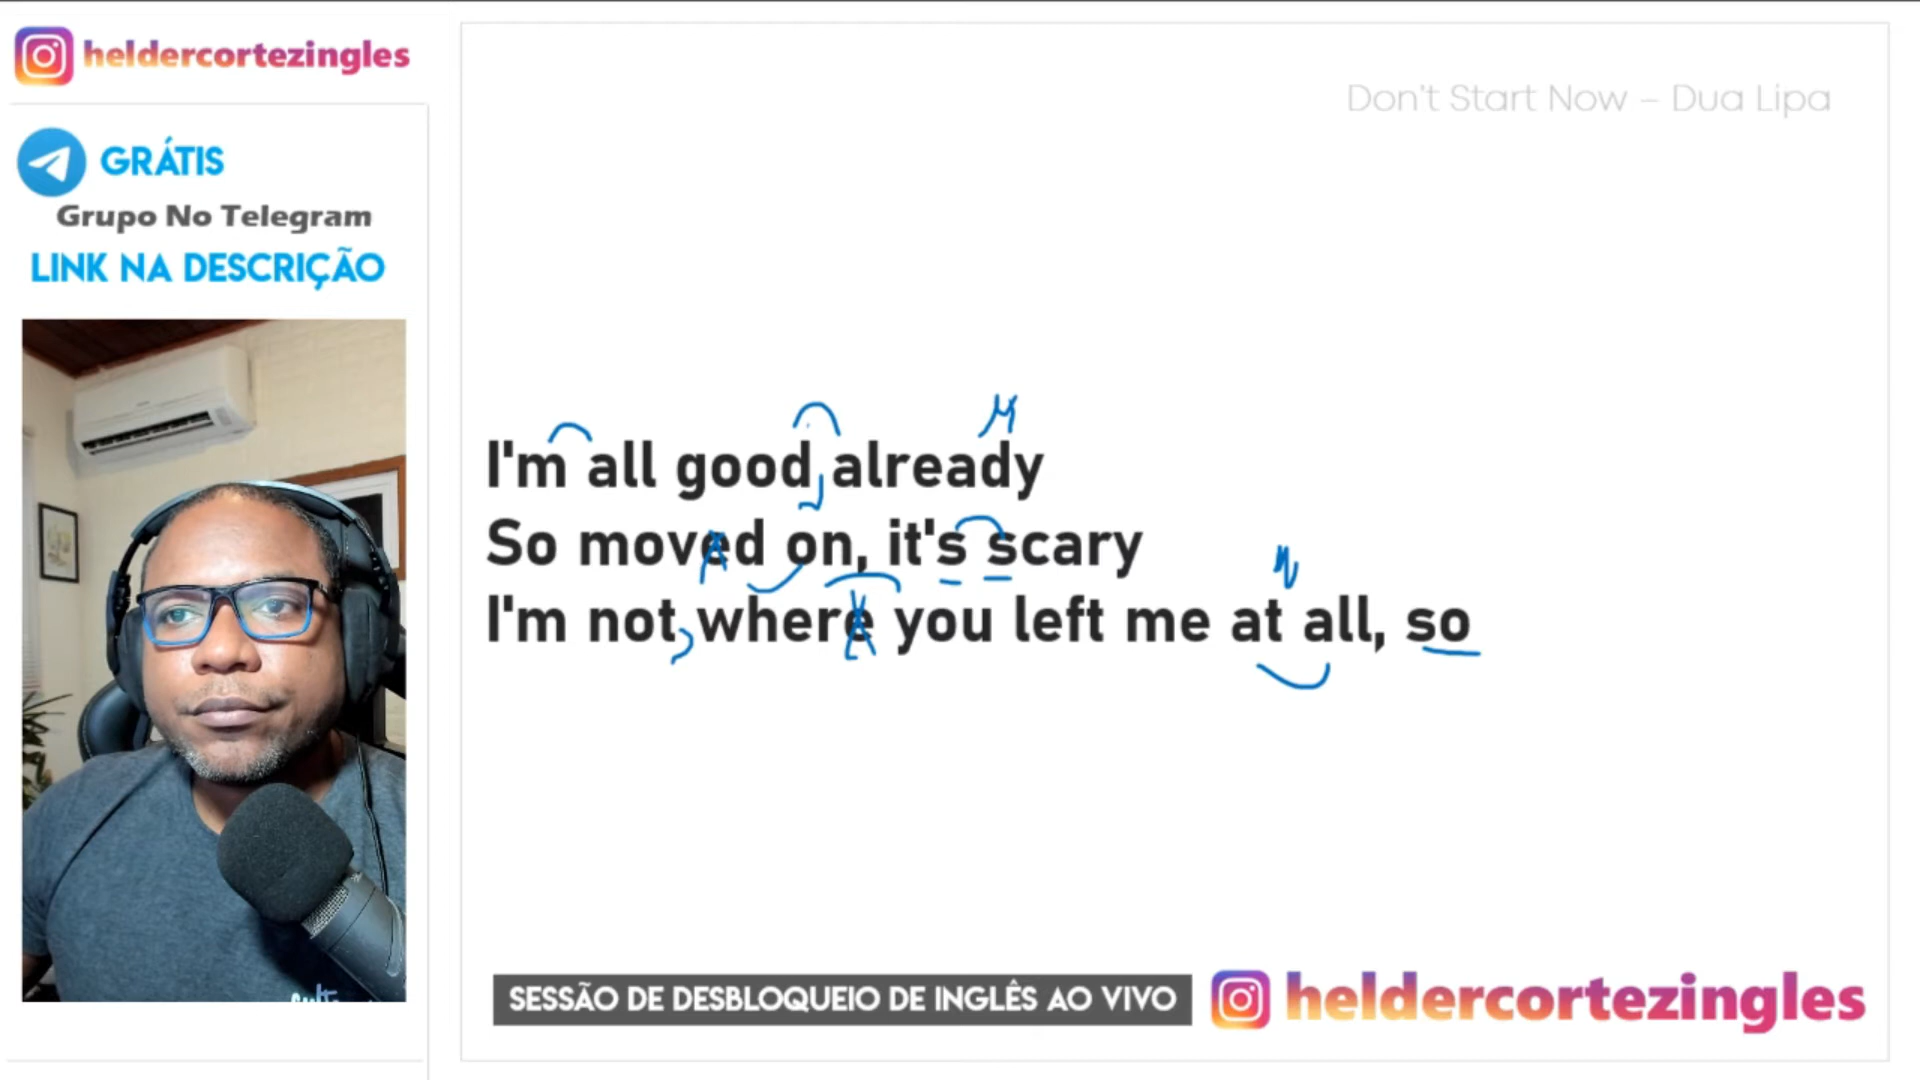 heldercortezingles
GRÁTIS
Grupo No Telegram
LINK NA DESCRIÇÃO
Don't Start Now – Dua Lipa
I'm all good already
So moved on, it's scary
I'm not where you left me at all, so
SESSÃO DE DESBLOQUEIO DE INGLÊS AO VIVO
heldercortezingles